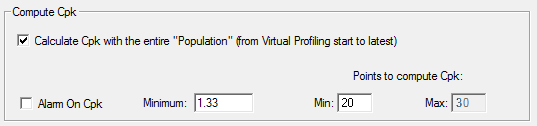 Compute Cpk
Calculate Cpk with the entire "Population" (from Virtual Profiling start to latest)
Points to compute Cpk:
Alarm On Cpk Minimum: 1.33 Min: 20 Max: 30